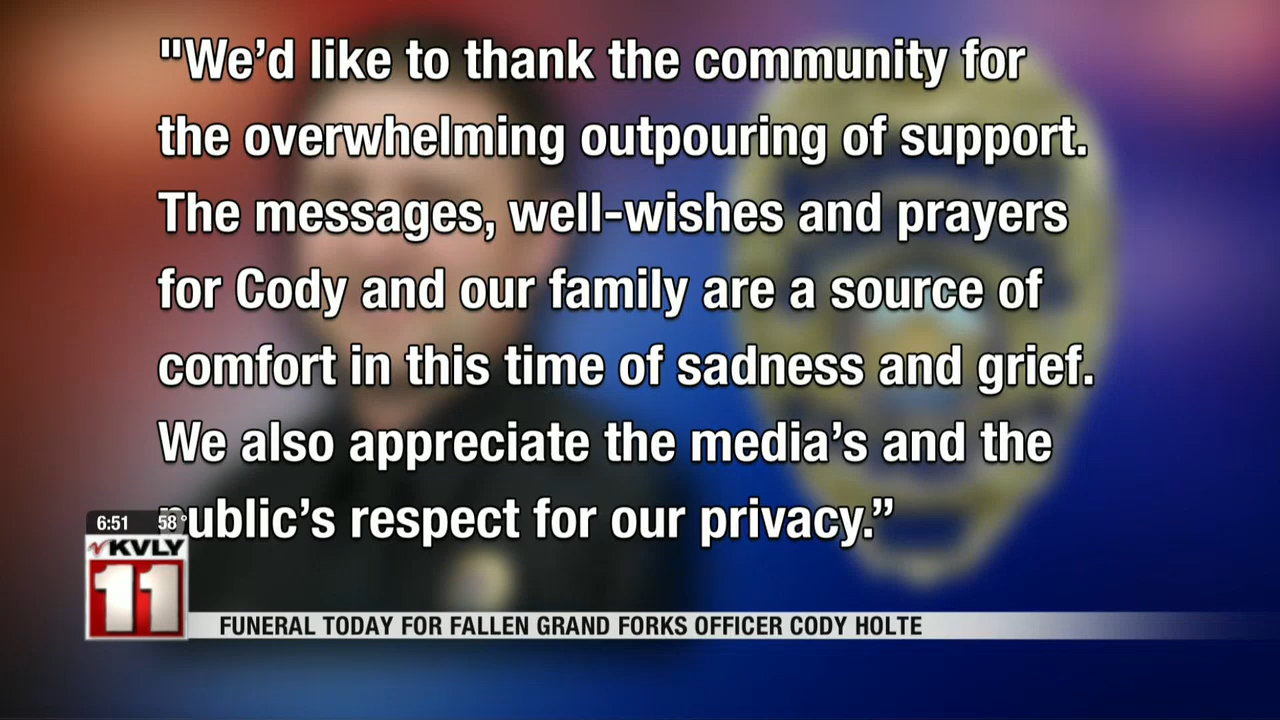 "We’d like to thank the community for
the overwhelming outpouring of support.
The messages, well-wishes and prayers
for Cody and our family are a source of
comfort in this time of sadness and grief.
We also appreciate the media’s and the
public’s respect for our privacy.”
6:51 58°
KVLY
11
FUNERAL TODAY FOR FALLEN GRAND FORKS OFFICER CODY HOLTE